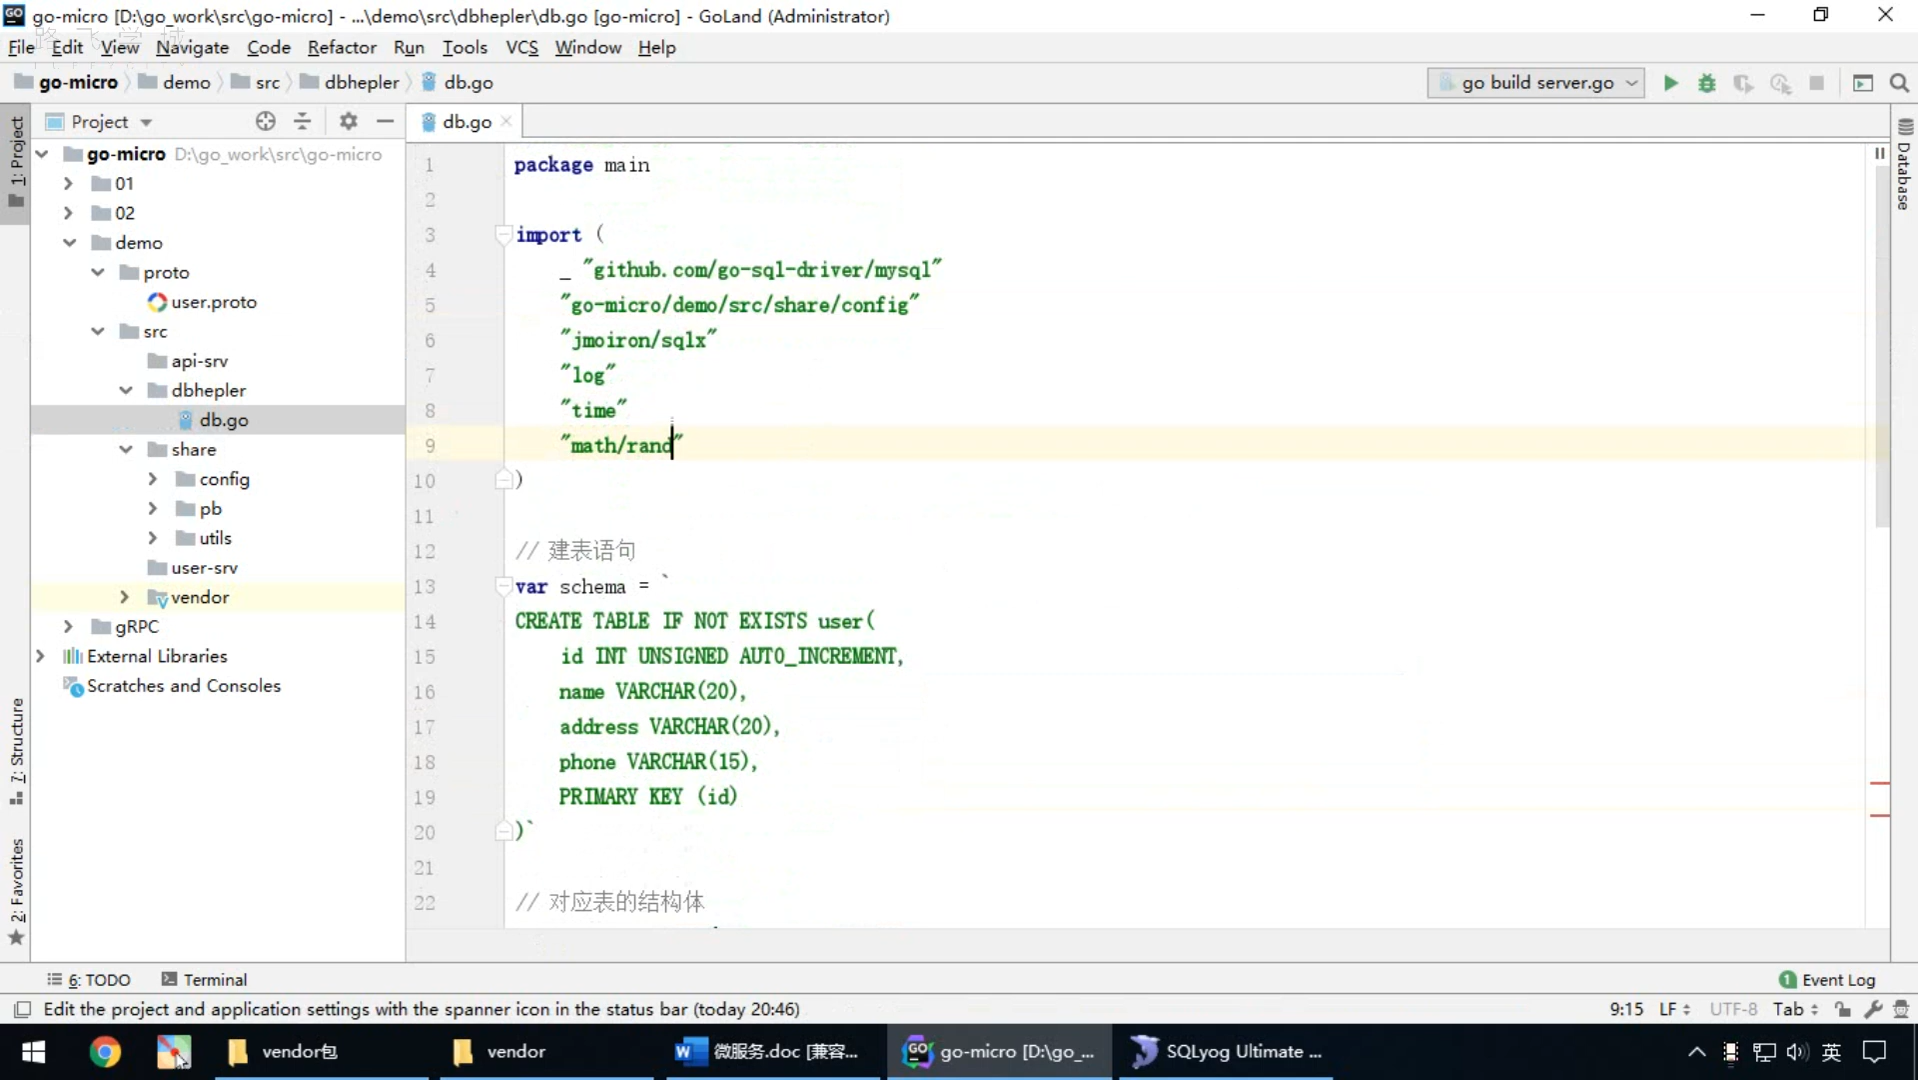 go-micro [D:\go_work\src\go-micro] - ...\demo\src\dbhepler\db.go [go-micro] - GoLand (Administrator)
路飞学城
File Edit View Navigate Code Refactor Run Tools VCS Window Help
go-micro demo src dbhepler db.go go build server.go
Project db.go
1: Project
go-micro D:\go_work\src\go-micro
01
02
demo
proto
user.proto
src
api-srv
dbhepler
db.go
share
config
pb
utils
user-srv
vendor
gRPC
External Libraries
Scratches and Consoles
7: Structure
2: Favorites
Database
1 package main
2
3 import (
4 _ "github.com/go-sql-driver/mysql"
5 "go-micro/demo/src/share/config"
6 "jmoiron/sqlx"
7 "log"
8 "time"
9 "math/rand"
10 )
11
12 // 建表语句
13 var schema = `
14 CREATE TABLE IF NOT EXISTS user(
15 id INT UNSIGNED AUTO_INCREMENT,
16 name VARCHAR(20),
17 address VARCHAR(20),
18 phone VARCHAR(15),
19 PRIMARY KEY (id)
20 )`
21
22 // 对应表的结构体
6: TODO Terminal 1 Event Log
Edit the project and application settings with the spanner icon in the status bar (today 20:46) 9:15 LF UTF-8 Tab
vendor包 vendor 微服务.doc [兼容... go-micro [D:\go_... SQLyog Ultimate ... 英